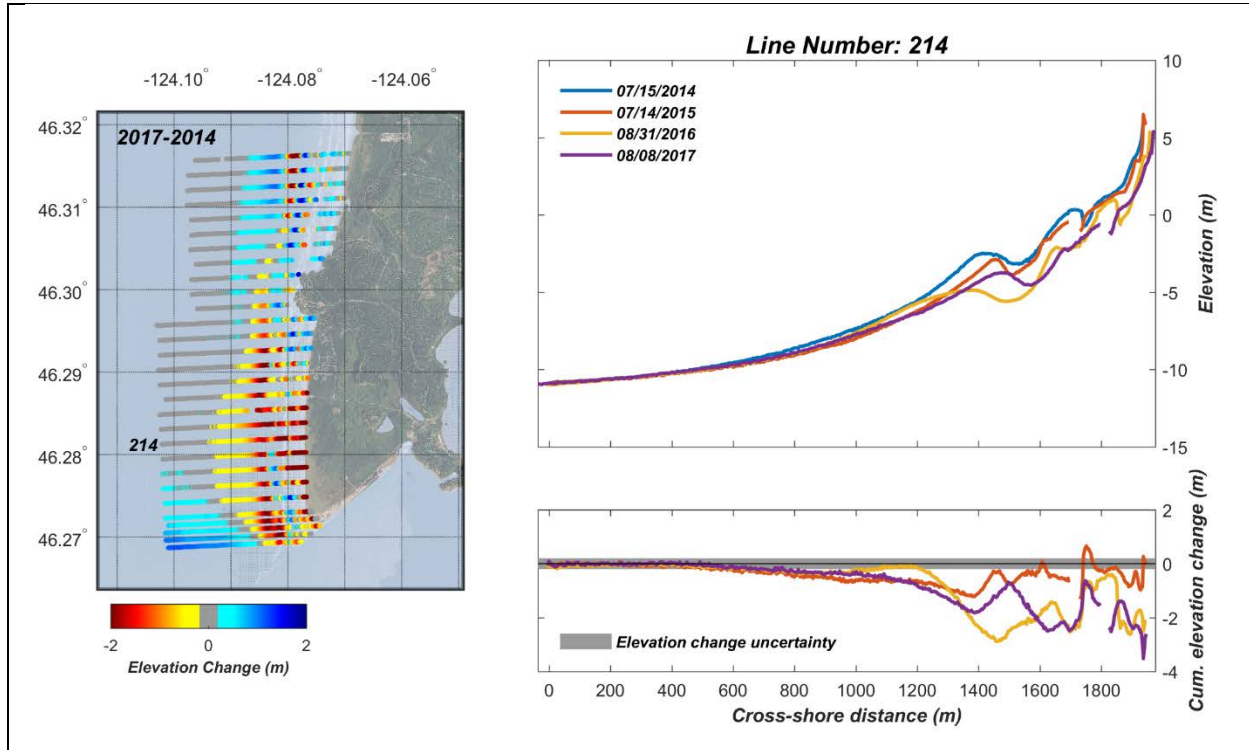 Line Number: 214
-124.10° -124.08° -124.06°
46.32°
46.31°
46.30°
46.29°
46.28°
46.27°
2017-2014
214
-2 0 2
Elevation Change (m)
07/15/2014
07/14/2015
08/31/2016
08/08/2017
10
5
0
-5
-10
-15
Elevation (m)
2
0
-2
-4
Cum. elevation change (m)
Elevation change uncertainty
0 200 400 600 800 1000 1200 1400 1600 1800
Cross-shore distance (m)